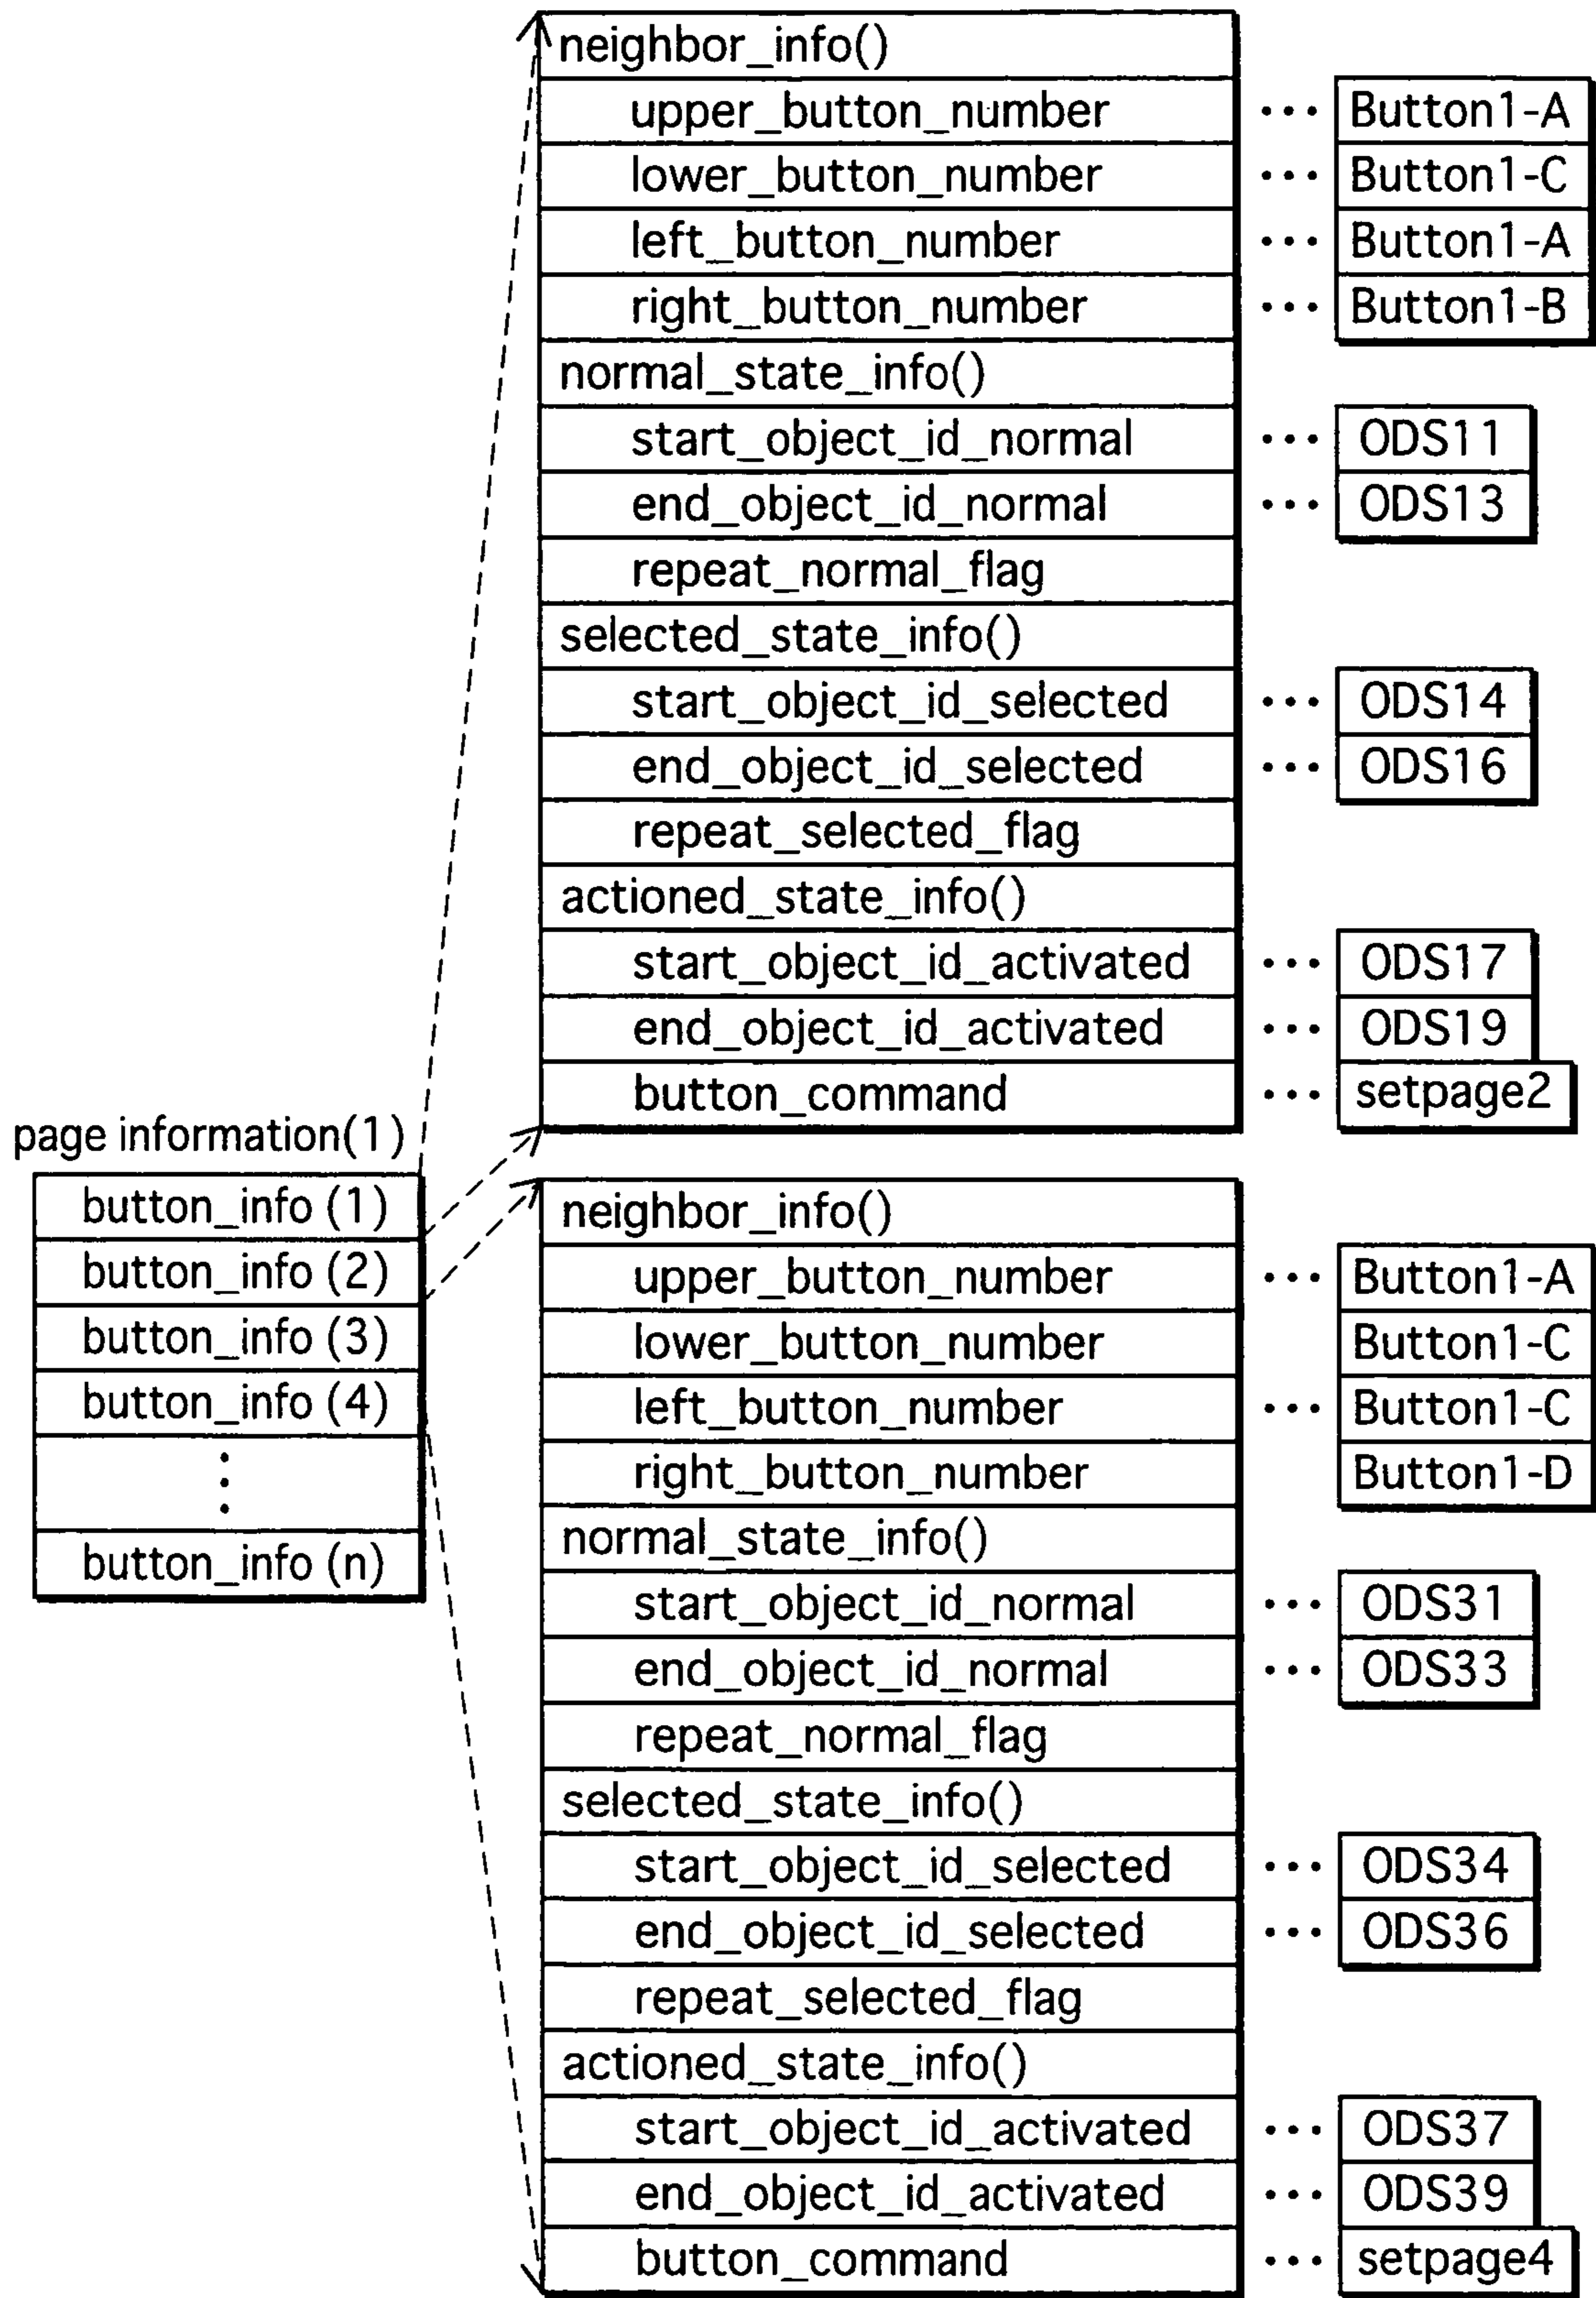 neighbor_info()
upper_button_number ... Button1-A
lower_button_number ... Button1-C
left_button_number ... Button1-A
right_button_number ... Button1-B
normal_state_info()
start_object_id_normal ... ODS11
end_object_id_normal ... ODS13
repeat_normal_flag
selected_state_info()
start_object_id_selected ... ODS14
end_object_id_selected ... ODS16
repeat_selected_flag
actioned_state_info()
start_object_id_activated ... ODS17
end_object_id_activated ... ODS19
button_command ... setpage2
page information(1)
button_info (1)
button_info (2)
button_info (3)
button_info (4)
⋮
button_info (n)
neighbor_info()
upper_button_number ... Button1-A
lower_button_number Button1-C
left_button_number ... Button1-C
right_button_number Button1-D
normal_state_info()
start_object_id_normal ... ODS31
end_object_id_normal ... ODS33
repeat_normal_flag
selected_state_info()
start_object_id_selected ... ODS34
end_object_id_selected ... ODS36
repeat_selected_flag
actioned_state_info()
start_object_id_activated ... ODS37
end_object_id_activated ... ODS39
button_command ... setpage4